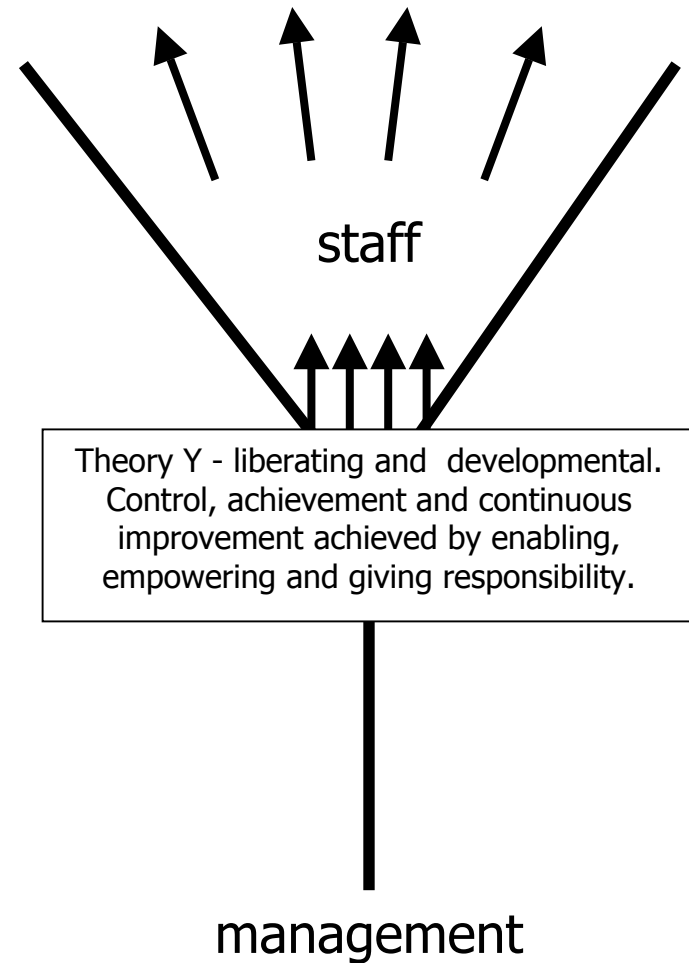 staff
Theory Y - liberating and  developmental.
Control, achievement and continuous
improvement achieved by enabling,
empowering and giving responsibility.
management